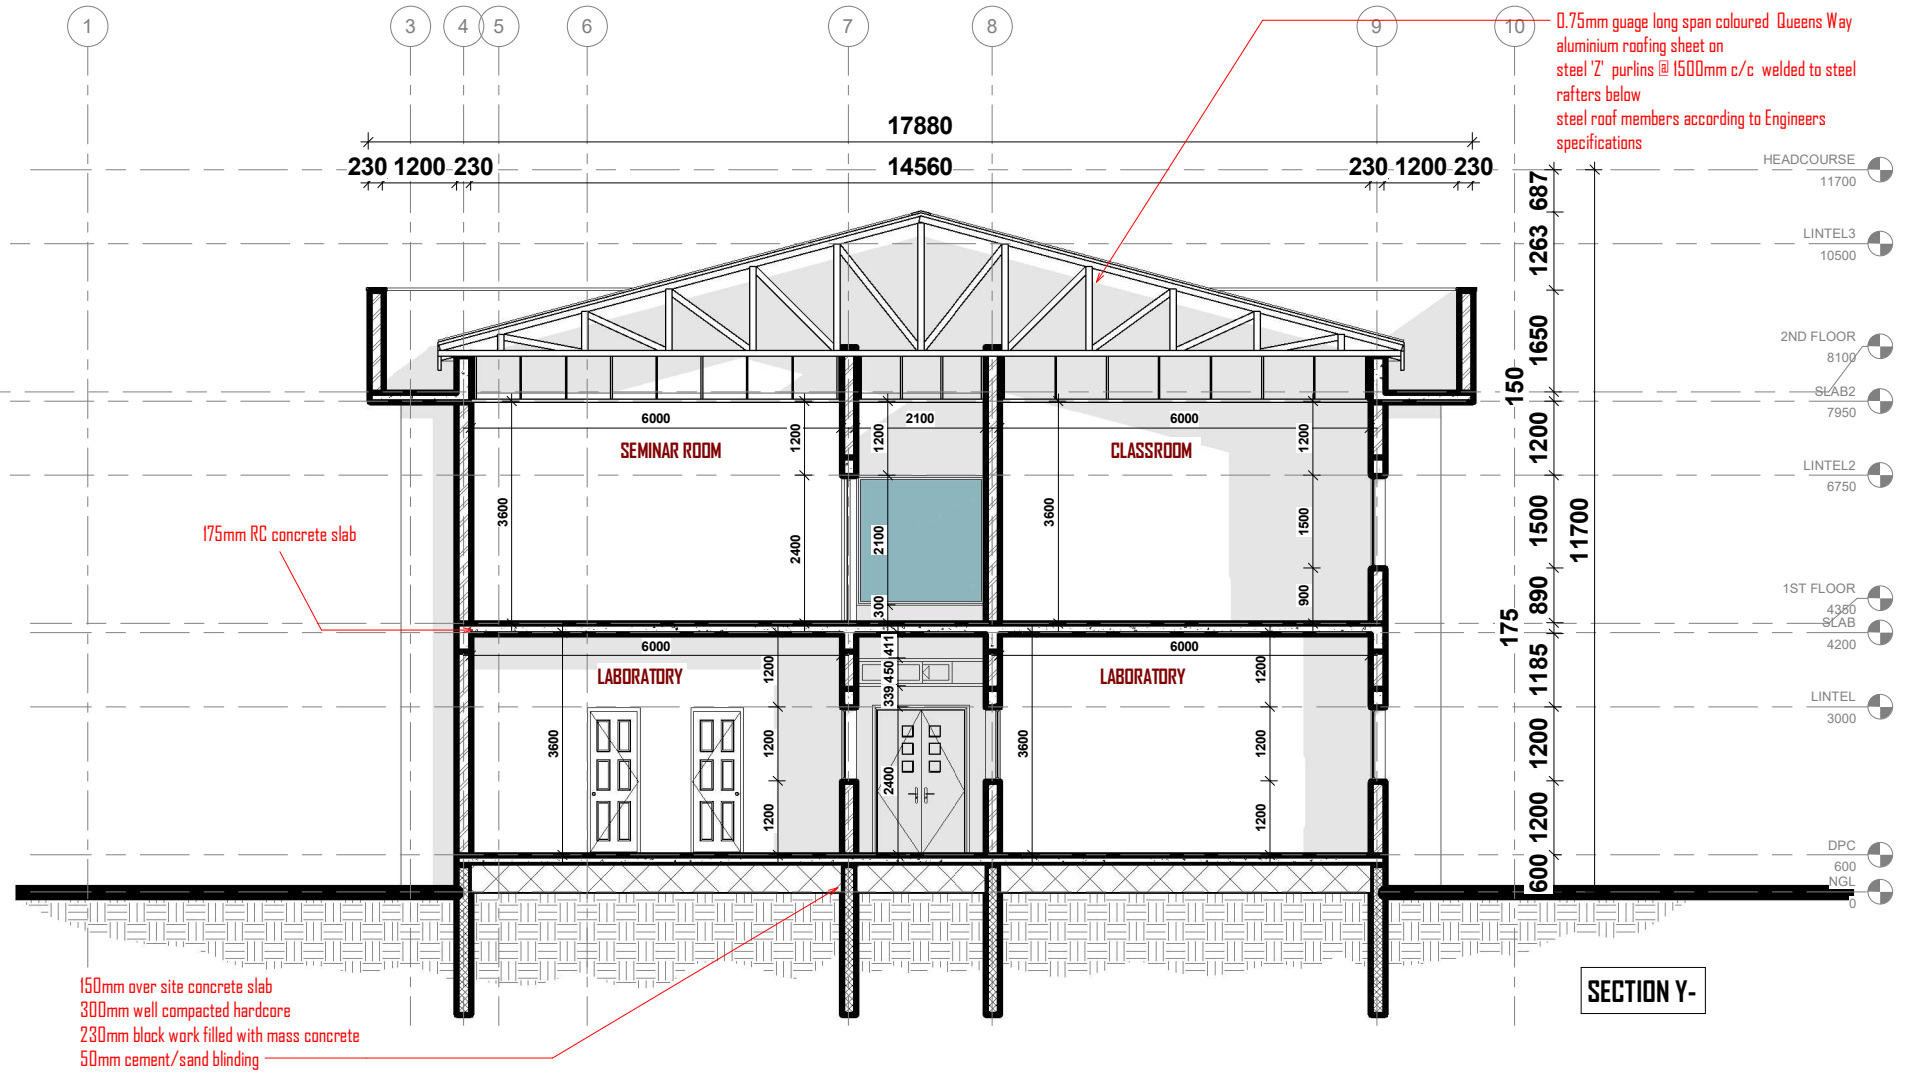 1 3 4 5 6 7 8 9 10
0.75mm guage long span coloured Queens Way
aluminium roofing sheet on
steel 'Z' purlins @ 1500mm c/c welded to steel
rafters below
steel roof members according to Engineers
specifications
17880
230 1200 230 14560 230 1200 230
HEADCOURSE
11700
687
LINTEL3
10500
1263
2ND FLOOR
8100
1650
150
SLAB2
7950
6000 2100 6000
1200 1200 1200 1200
SEMINAR ROOM
CLASSROOM
LINTEL2
6750
3600 2400 2100 3600 1500 1500 11700
175mm RC concrete slab
300 900 890
1ST FLOOR
4350
SLAB
4200
175
6000 411 6000
LABORATORY
LABORATORY
1200 450 1200 1185
339
LINTEL
3000
3600 1200 2400 3600 1200 1200
1200 1200 1200
DPC
600
600
NGL
0
150mm over site concrete slab
300mm well compacted hardcore
230mm block work filled with mass concrete
50mm cement/sand blinding
SECTION Y-